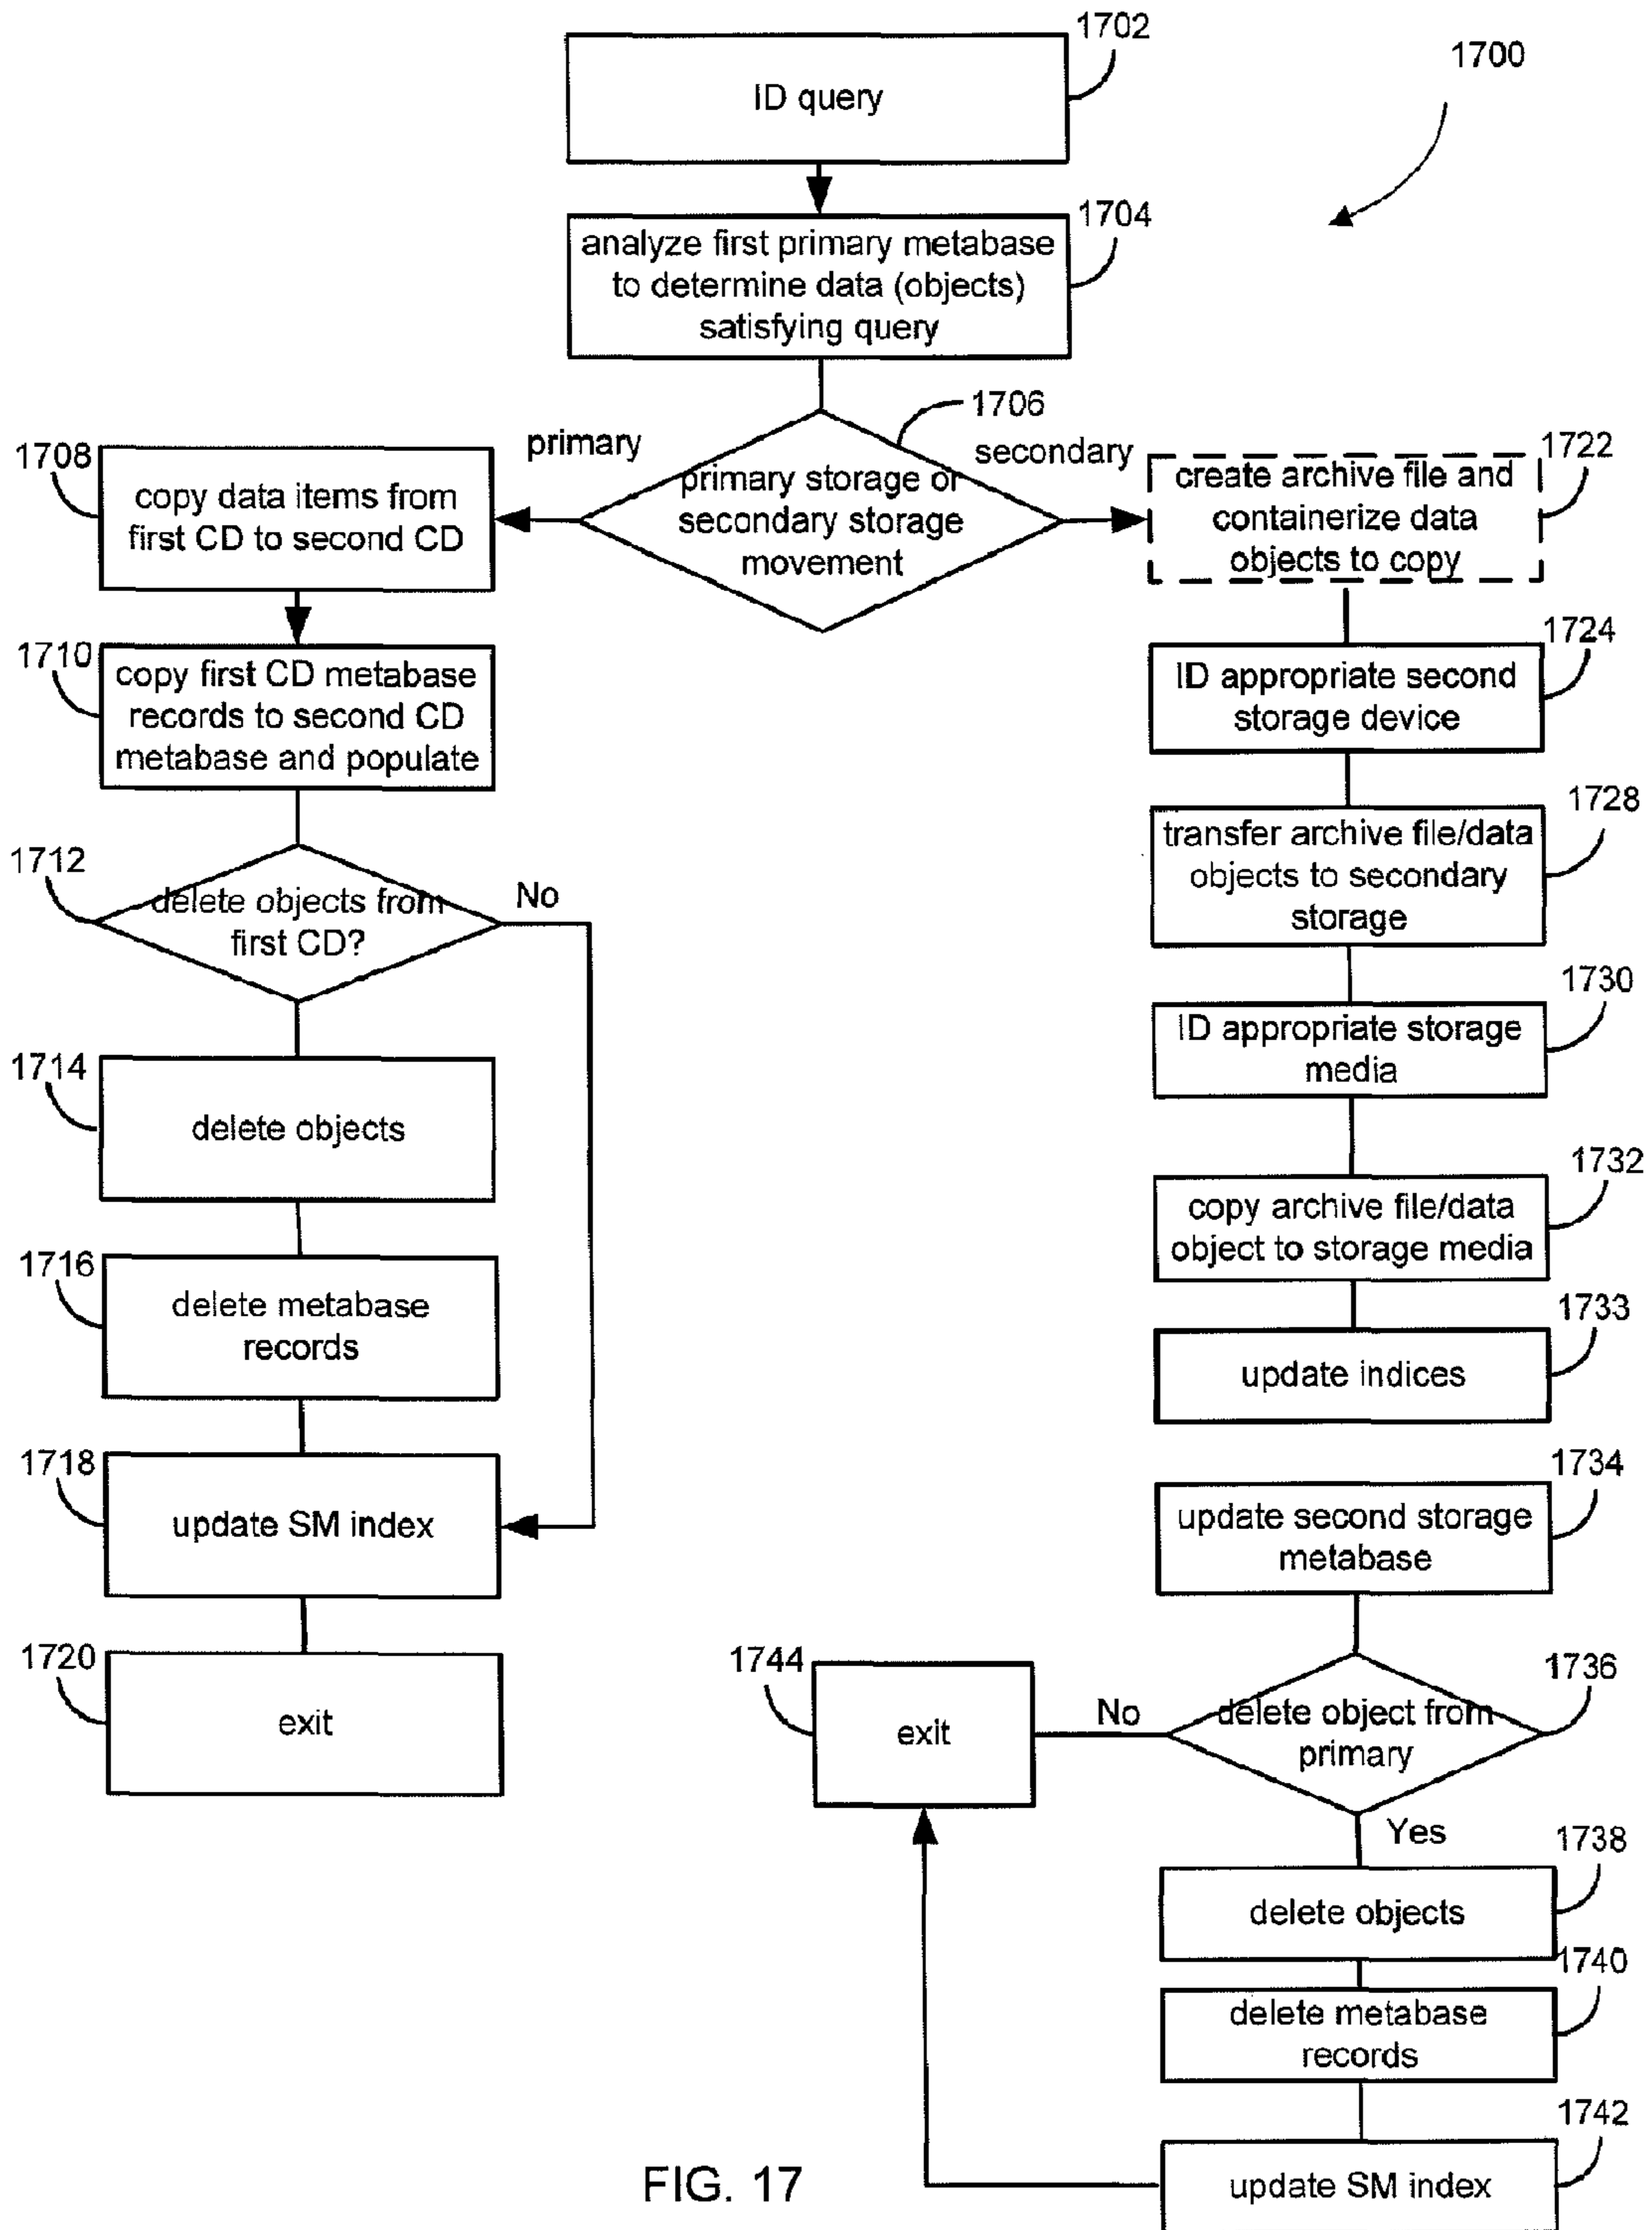 1702
1700
ID query
1704
analyze first primary metabase
to determine data (objects)
satisfying query
1706
primary
secondary
primary storage or
secondary storage
movement
1708
copy data items from
first CD to second CD
1710
copy first CD metabase
records to second CD
metabase and populate
1712
delete objects from
first CD?
No
1714
delete objects
1716
delete metabase
records
1718
update SM index
1720
exit
1722
create archive file and
containerize data
objects to copy
1724
ID appropriate second
storage device
1728
transfer archive file/data
objects to secondary
storage
1730
ID appropriate storage
media
1732
copy archive file/data
object to storage media
1733
update indices
1734
update second storage
metabase
1736
delete object from
primary
No
1744
exit
Yes
1738
delete objects
1740
delete metabase
records
1742
update SM index
FIG. 17